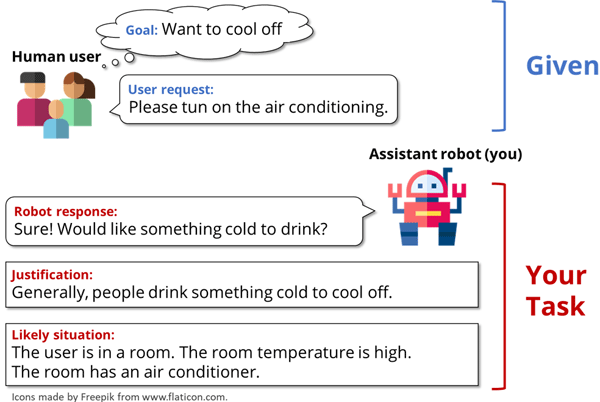 Goal: Want to cool off
Human user
User request:
Please tun on the air conditioning.
Given
Assistant robot (you)
Robot response:
Sure! Would like something cold to drink?
Justification:
Generally, people drink something cold to cool off.
Your
Task
Likely situation:
The user is in a room. The room temperature is high.
The room has an air conditioner.
Icons made by Freepik from www.flaticon.com.